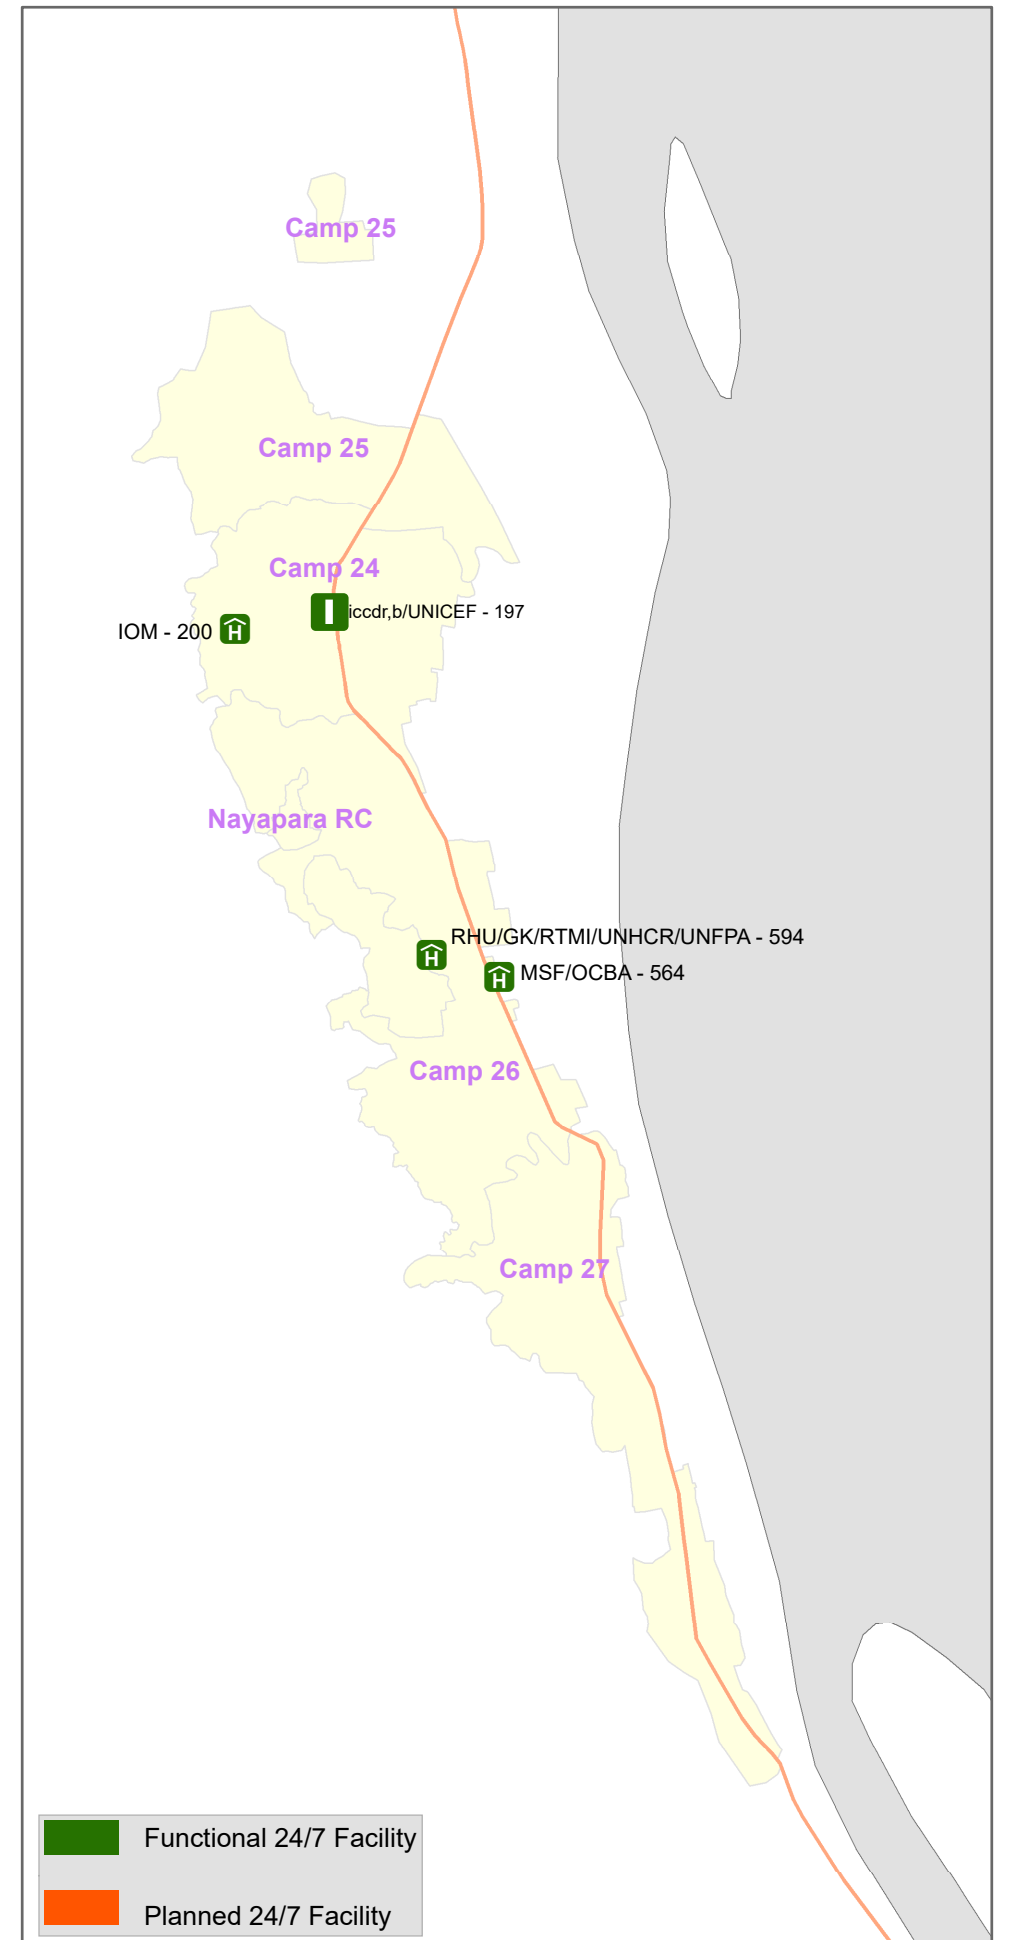 Camp 25
Camp 25
Camp 24
iccdr,b/UNICEF - 197
IOM - 200
H
Nayapara RC
RHU/GK/RTMI/UNHCR/UNFPA - 594
H
MSF/OCBA - 564
H
Camp 26
Camp 27
Functional 24/7 Facility
Planned 24/7 Facility